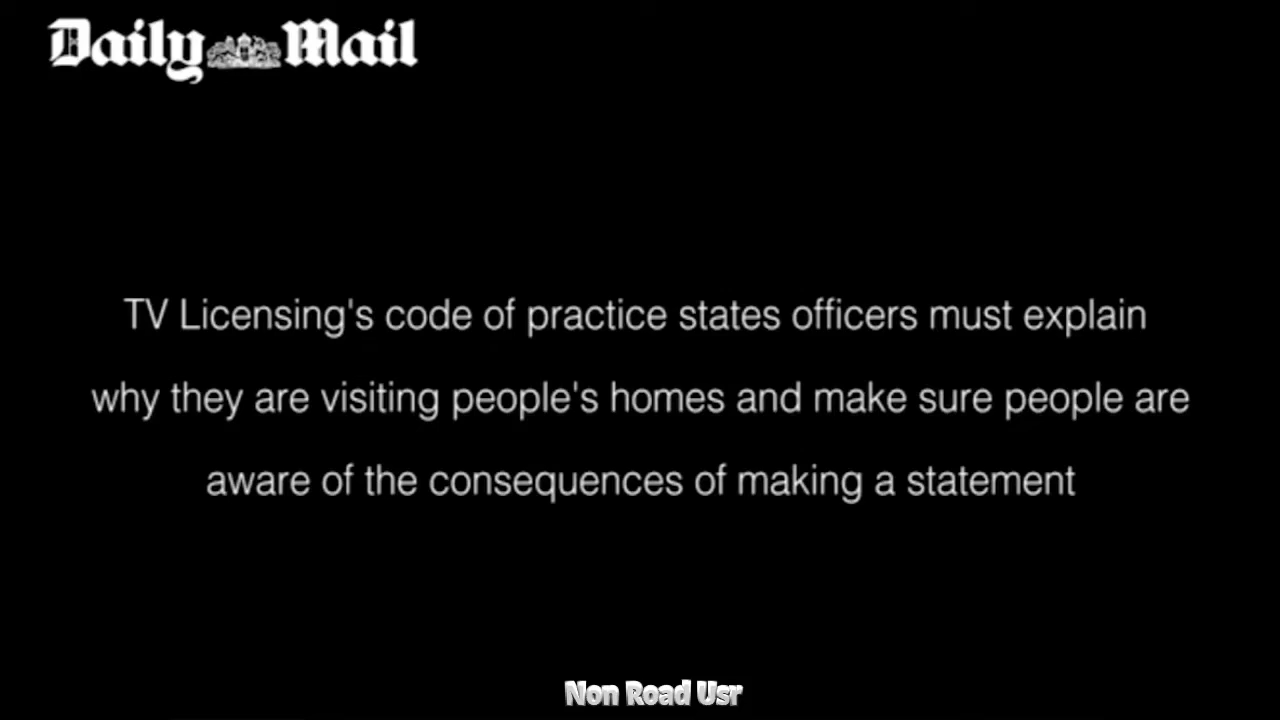 Daily Mail
TV Licensing's code of practice states officers must explain
why they are visiting people's homes and make sure people are
aware of the consequences of making a statement
Non Road Usr